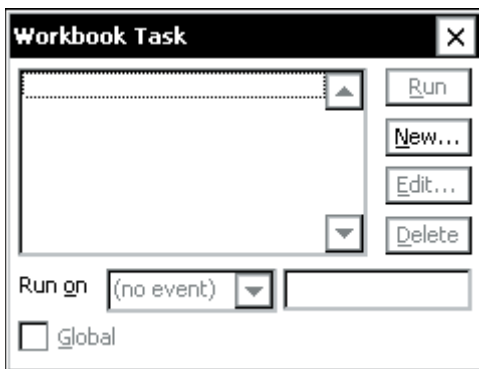 Workbook Task
Run
New...
Edit...
Delete
Run on (no event)
Global